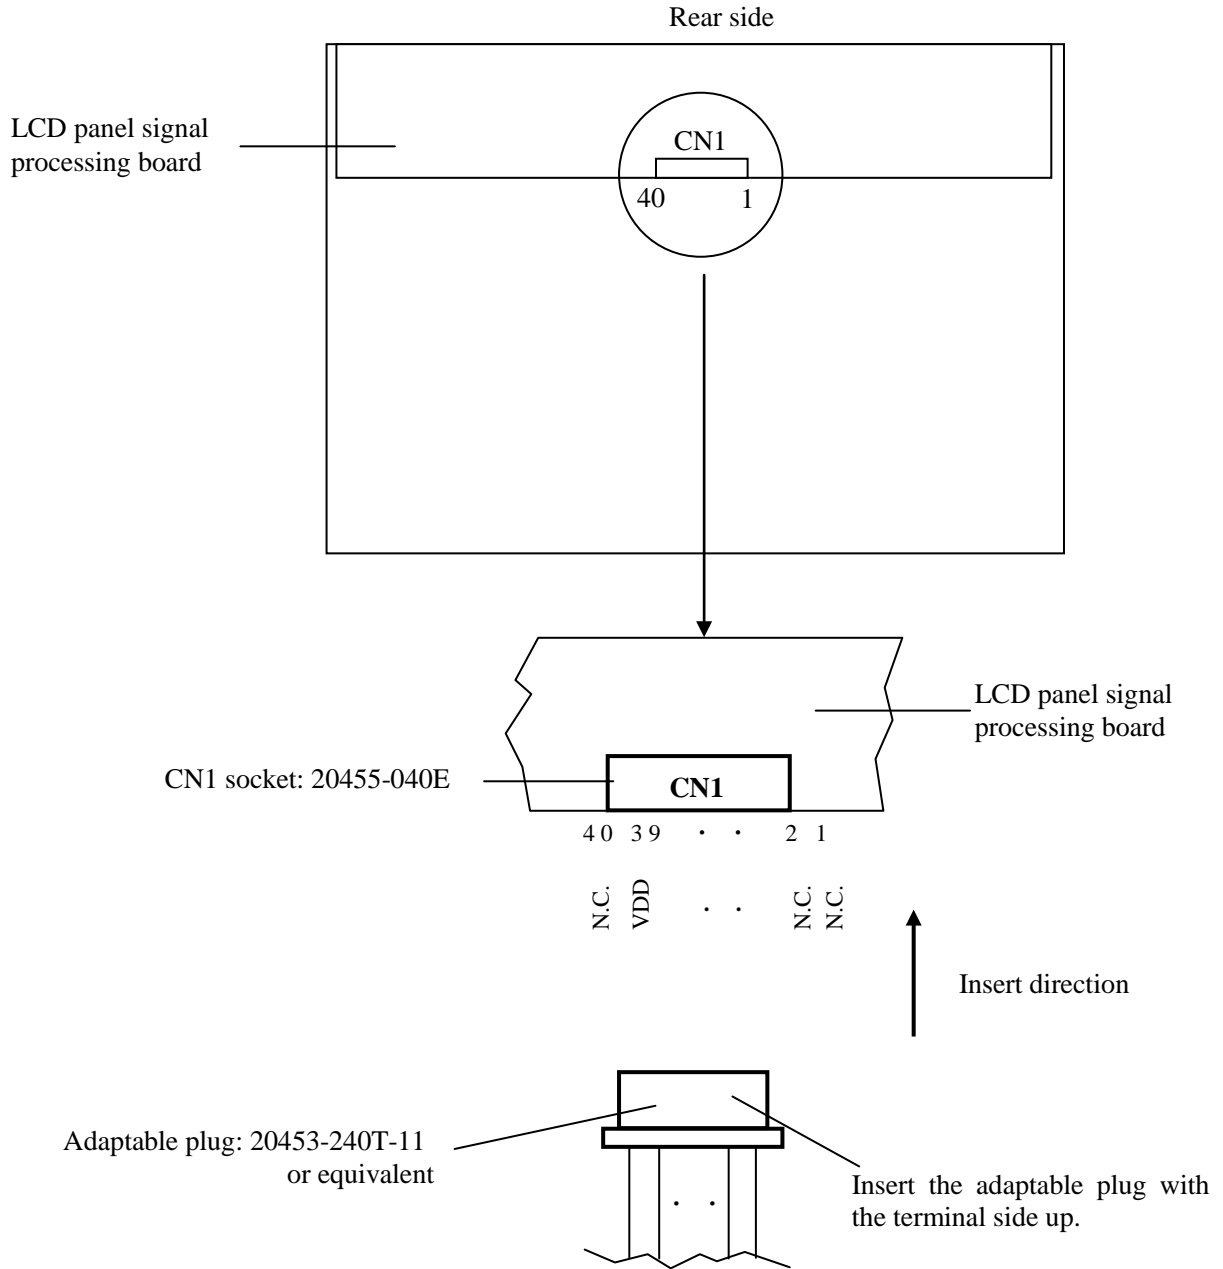 Rear side
LCD panel signal
processing board
CN1
40 1
LCD panel signal
processing board
CN1 socket: 20455-040E
CN1
40 39 · · 2 1
N.C. VDD · · N.C. N.C.
Insert direction
Adaptable plug: 20453-240T-11
or equivalent
· ·
Insert the adaptable plug with
the terminal side up.